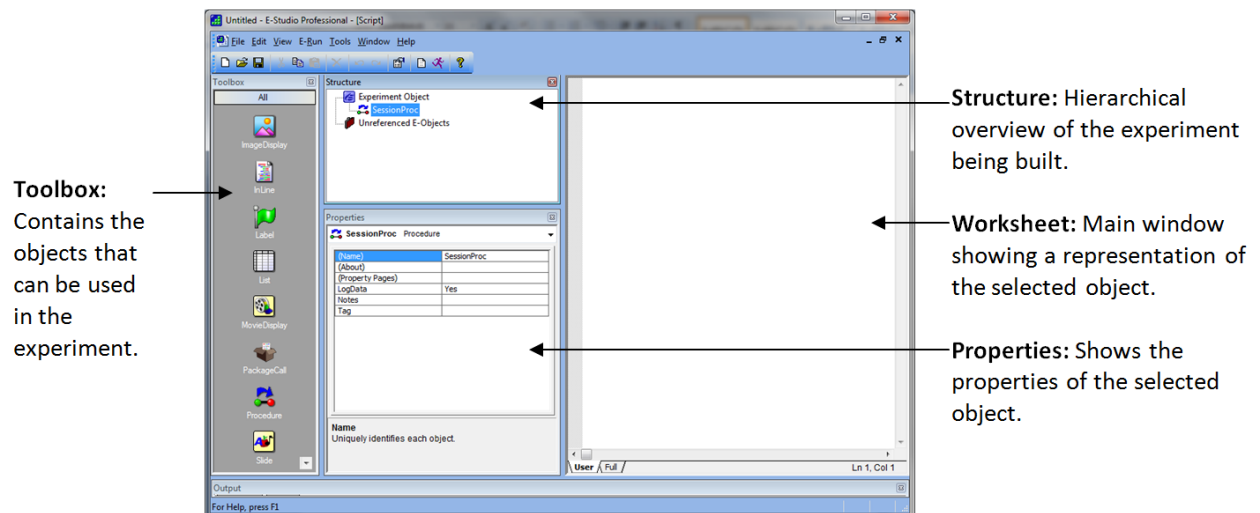 Untitled - E-Studio Professional - [Script]
File Edit View E-Run Tools Window Help
Toolbox
All
ImageDisplay
InLine
Label
List
MovieDisplay
PackageCall
Procedure
Slide
Structure
Experiment Object
SessionProc
Unreferenced E-Objects
Properties
SessionProc Procedure
(Name) SessionProc
(About)
(Property Pages)
LogData Yes
Notes
Tag
Name
Uniquely identifies each object.
User Full
Ln 1, Col 1
Output
For Help, press F1
Toolbox:
Contains the
objects that
can be used
in the
experiment.
Structure: Hierarchical
overview of the experiment
being built.
Worksheet: Main window
showing a representation of
the selected object.
Properties: Shows the
properties of the selected
object.